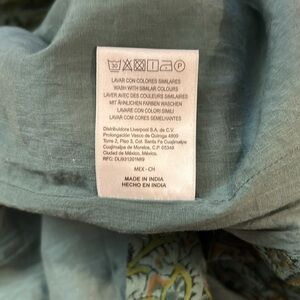 LAVAR CON COLORES SIMILARES
WASH WITH SIMILAR COLOURS
LAVER AVEC DES COULEURS SIMILAIRES
MIT ÄHNLICHEN FARBEN WASCHEN
LAVARE CON COLORI SIMILI
LAVAR COM CORES SEMELHANTES
Distribuidora Liverpool S.A. de C.V.
Prolongación Vasco de Quiroga 4800
Torre 2, Piso 3, Col. Santa Fe Cuajimalpa
Cuajimalpa de Morelos, C.P. 05348
Ciudad de México, México.
RFC: DLI931201MI9
MEX - CH
MADE IN INDIA
HECHO EN INDIA